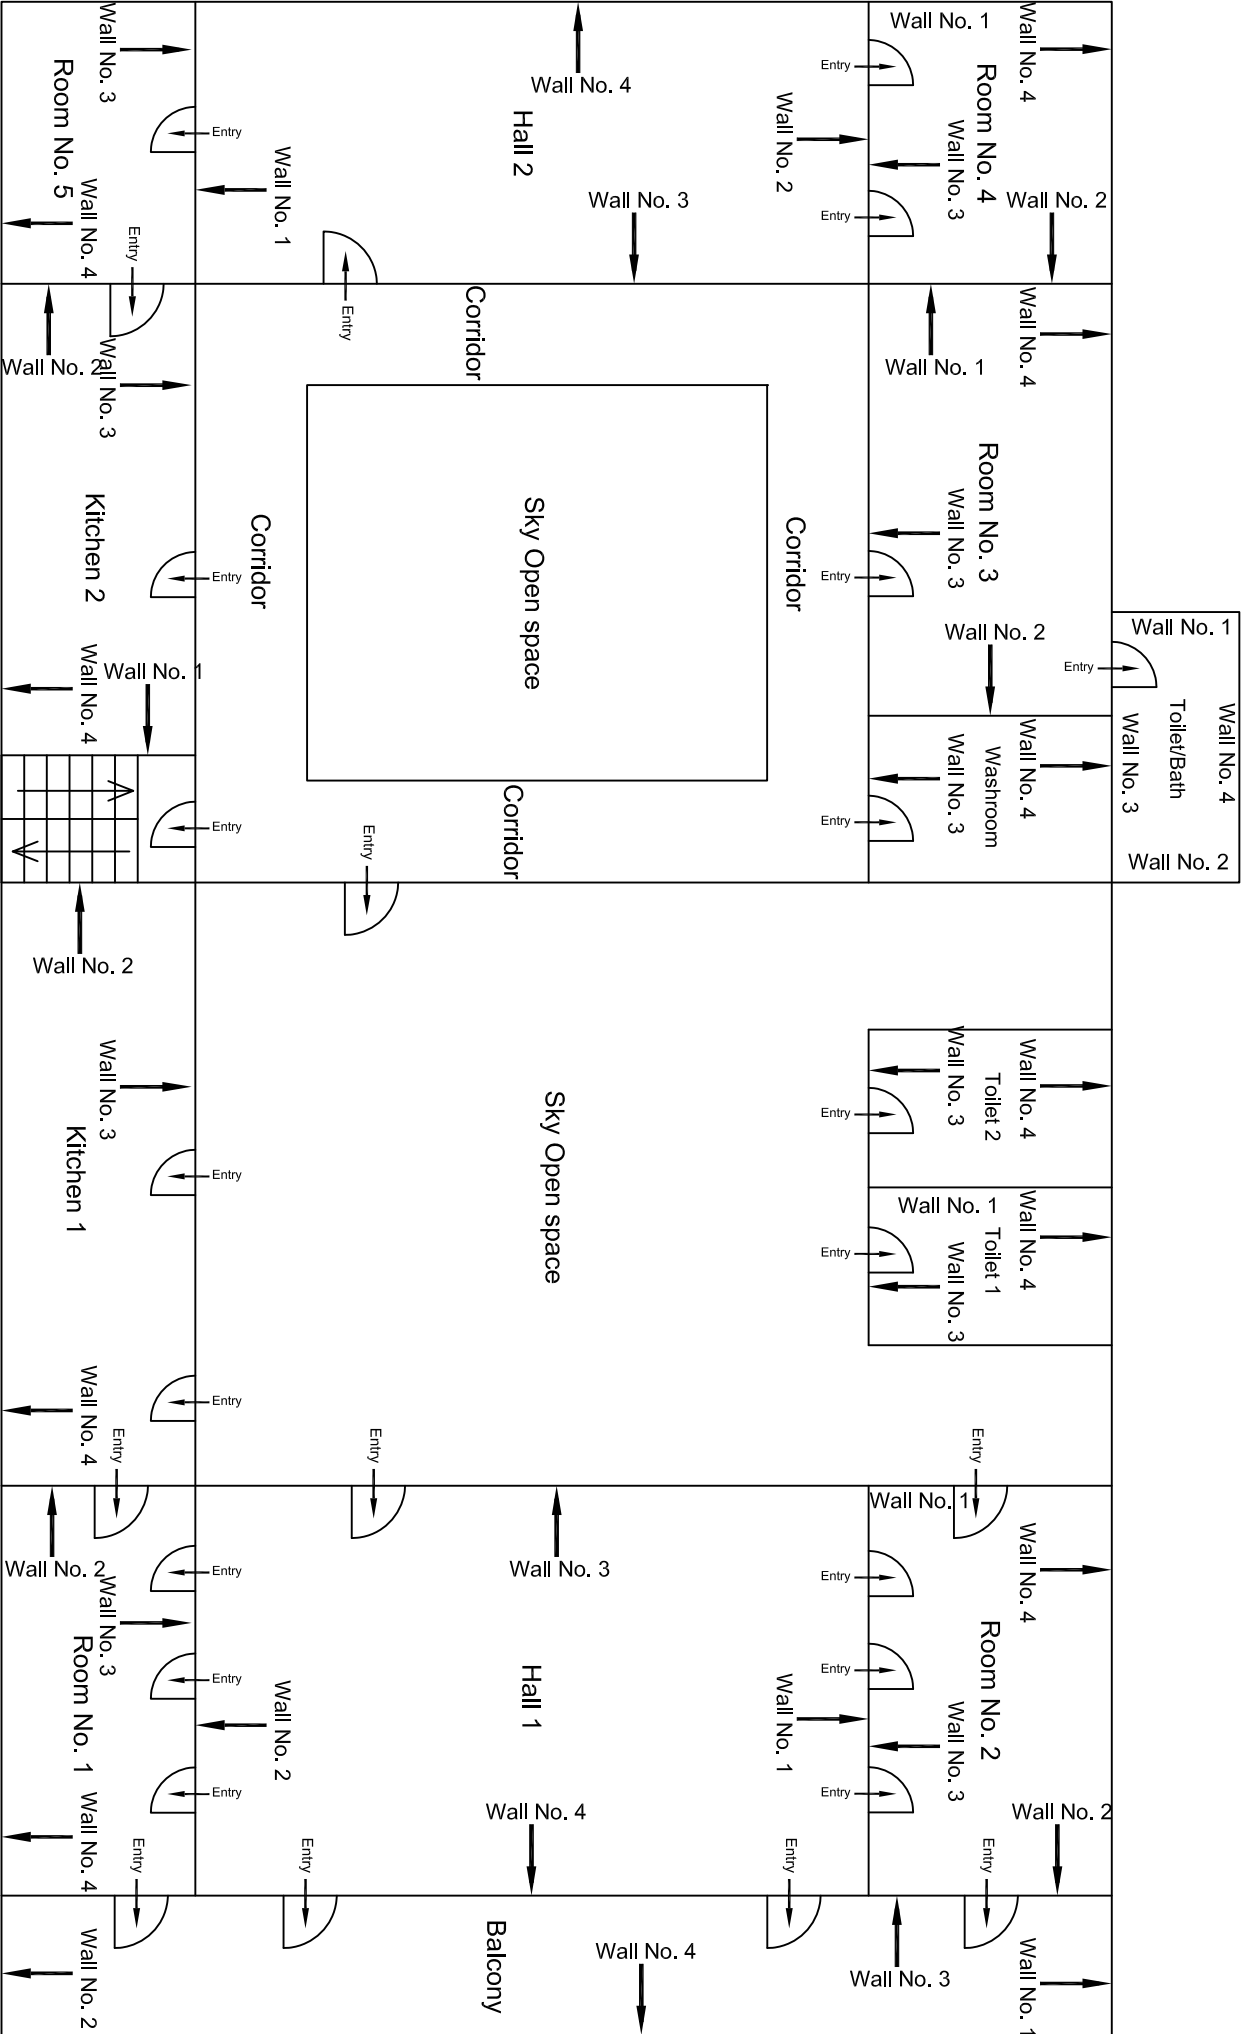 Wall No. 3
Room No. 5
Wall No. 4
Entry
Entry
Wall No. 1
Wall No. 4
Hall 2
Wall No. 3
Wall No. 2
Entry
Wall No. 1
Wall No. 4
Room No. 4
Wall No. 3
Entry
Entry
Wall No. 2
Wall No. 2
Wall No. 3
Kitchen 2
Entry
Wall No. 4
Wall No. 1
Entry
Corridor
Corridor
Sky Open space
Corridor
Corridor
Entry
Wall No. 1
Wall No. 4
Room No. 3
Wall No. 3
Entry
Wall No. 2
Wall No. 4
Washroom
Wall No. 3
Entry
Wall No. 1
Entry
Wall No. 4
Toilet/Bath
Wall No. 3
Wall No. 2
Wall No. 2
Wall No. 3
Kitchen 1
Entry
Entry
Wall No. 4
Entry
Sky Open space
Wall No. 4
Toilet 2
Wall No. 3
Entry
Wall No. 1
Wall No. 4
Toilet 1
Wall No. 3
Entry
Entry
Entry
Wall No. 2
Wall No. 3
Room No. 1
Entry
Entry
Entry
Wall No. 4
Entry
Wall No. 3
Wall No. 2
Hall 1
Wall No. 1
Wall No. 4
Entry
Entry
Wall No. 1
Wall No. 4
Room No. 2
Wall No. 3
Entry
Entry
Entry
Wall No. 2
Entry
Wall No. 2
Balcony
Wall No. 4
Wall No. 3
Wall No. 1